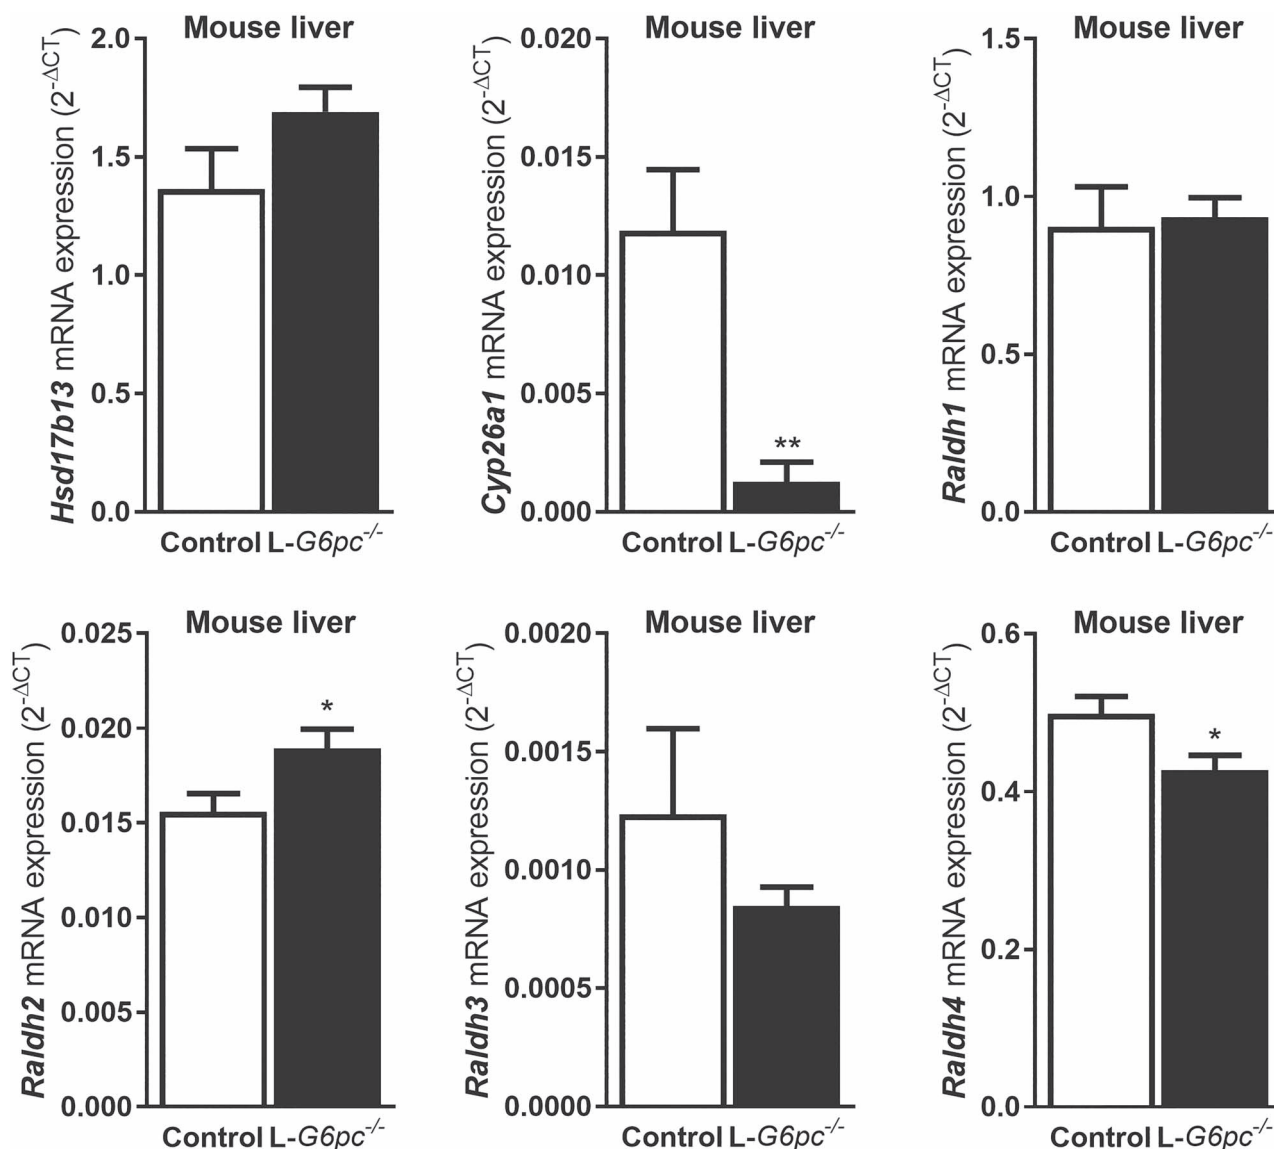 Mouse liver
Hsd17b13 mRNA expression (2-ΔCT)
2.0
1.5
1.0
0.5
0.0
Control L-G6pc-/-
Mouse liver
Cyp26a1 mRNA expression (2-ΔCT)
0.020
0.015
0.010
0.005
0.000
**
Control L-G6pc-/-
Mouse liver
Raldh1 mRNA expression (2-ΔCT)
1.5
1.0
0.5
0.0
Control L-G6pc-/-
Mouse liver
Raldh2 mRNA expression (2-ΔCT)
0.025
0.020
0.015
0.010
0.005
0.000
*
Control L-G6pc-/-
Mouse liver
Raldh3 mRNA expression (2-ΔCT)
0.0020
0.0015
0.0010
0.0005
0.0000
Control L-G6pc-/-
Mouse liver
Raldh4 mRNA expression (2-ΔCT)
0.6
0.4
0.2
0.0
*
Control L-G6pc-/-